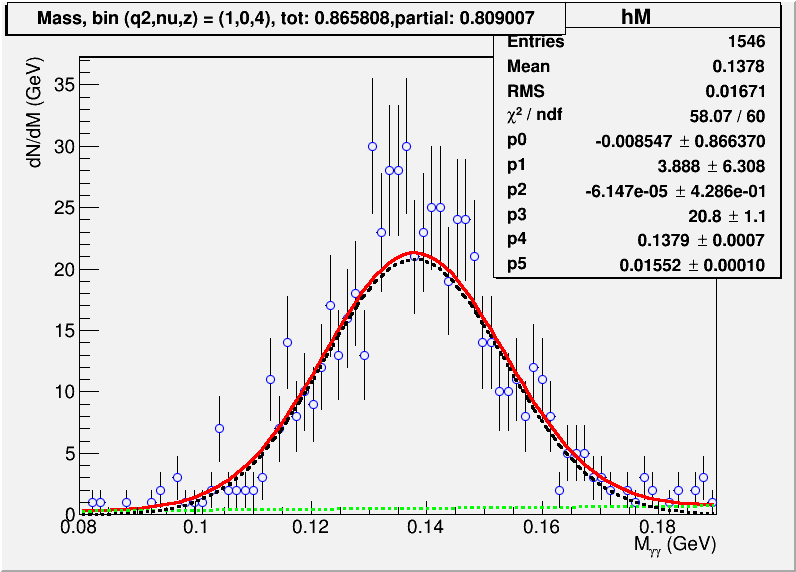 Mass, bin (q2,nu,z) = (1,0,4), tot: 0.865808,partial: 0.809007
hM
Entries 1546
Mean 0.1378
RMS 0.01671
χ² / ndf 58.07 / 60
p0 -0.008547 ± 0.866370
p1 3.888 ± 6.308
p2 -6.147e-05 ± 4.286e-01
p3 20.8 ± 1.1
p4 0.1379 ± 0.0007
p5 0.01552 ± 0.00010
dN/dM (GeV)
35
30
25
20
15
10
5
0
0.08 0.1 0.12 0.14 0.16 0.18
Mγγ (GeV)